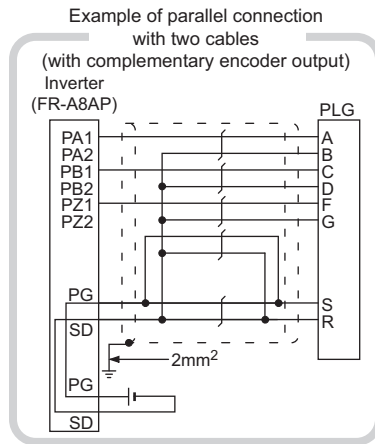 Example of parallel connection
with two cables
(with complementary encoder output)
Inverter
(FR-A8AP)
PLG
PA1
A
PA2
B
PB1
C
PB2
D
PZ1
F
PZ2
G
PG
S
SD
R
2mm²
PG
SD